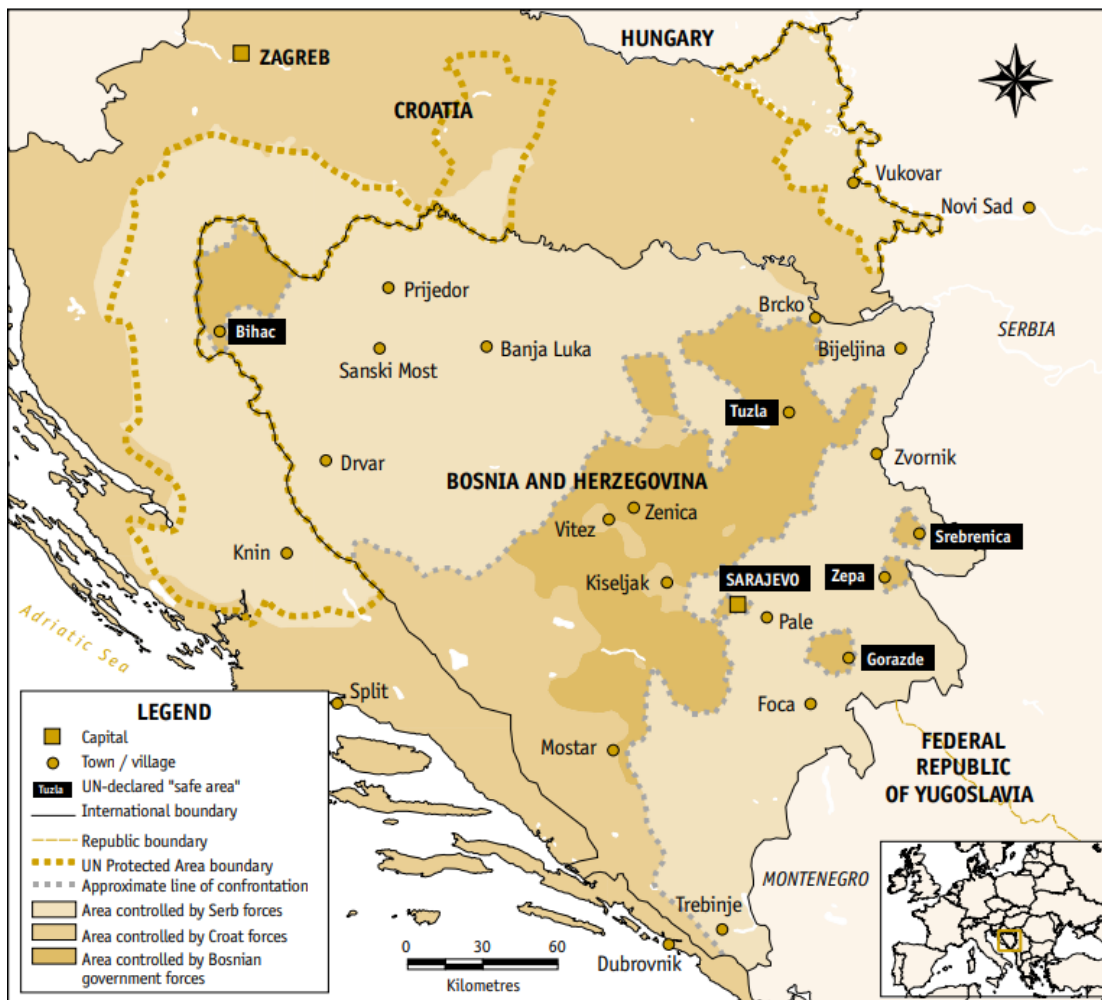 HUNGARY
ZAGREB
CROATIA
Vukovar
Novi Sad
Prijedor
Brcko
SERBIA
Bihac
Banja Luka
Bijeljina
Sanski Most
Tuzla
Drvar
Zvornik
BOSNIA AND HERZEGOVINA
Zenica
Vitez
Srebrenica
Knin
Kiseljak
SARAJEVO
Zepa
Pale
Adriatic Sea
Gorazde
Split
Foca
Mostar
FEDERAL
REPUBLIC
OF YUGOSLAVIA
MONTENEGRO
Trebinje
Dubrovnik
0 30 60
Kilometres
LEGEND
Capital
Town / village
Tuzla UN-declared "safe area"
International boundary
Republic boundary
UN Protected Area boundary
Approximate line of confrontation
Area controlled by Serb forces
Area controlled by Croat forces
Area controlled by Bosnian
government forces